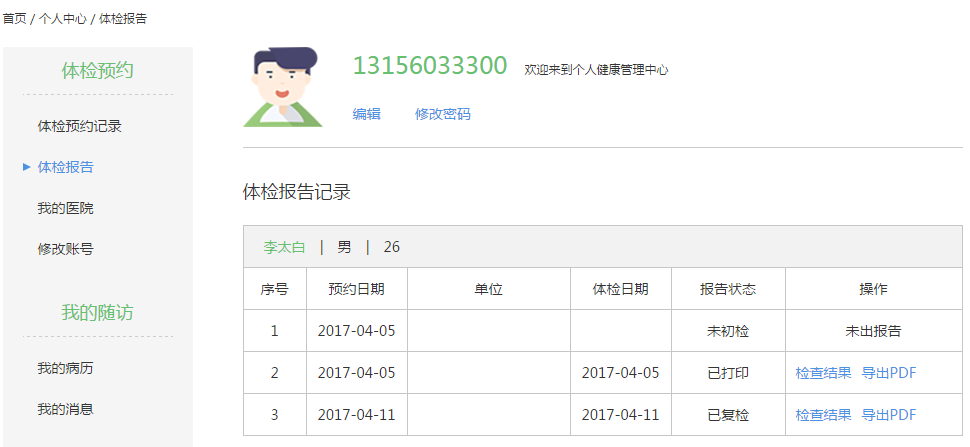 首页 / 个人中心 / 体检报告
体检预约
体检预约记录
体检报告
我的医院
修改账号
我的随访
我的病历
我的消息
13156033300 欢迎来到个人健康管理中心
编辑 修改密码
体检报告记录
李太白 | 男 | 26
序号 预约日期 单位 体检日期 报告状态 操作
1 2017-04-05 未初检 未出报告
2 2017-04-05 2017-04-05 已打印 检查结果 导出PDF
3 2017-04-11 2017-04-11 已复检 检查结果 导出PDF